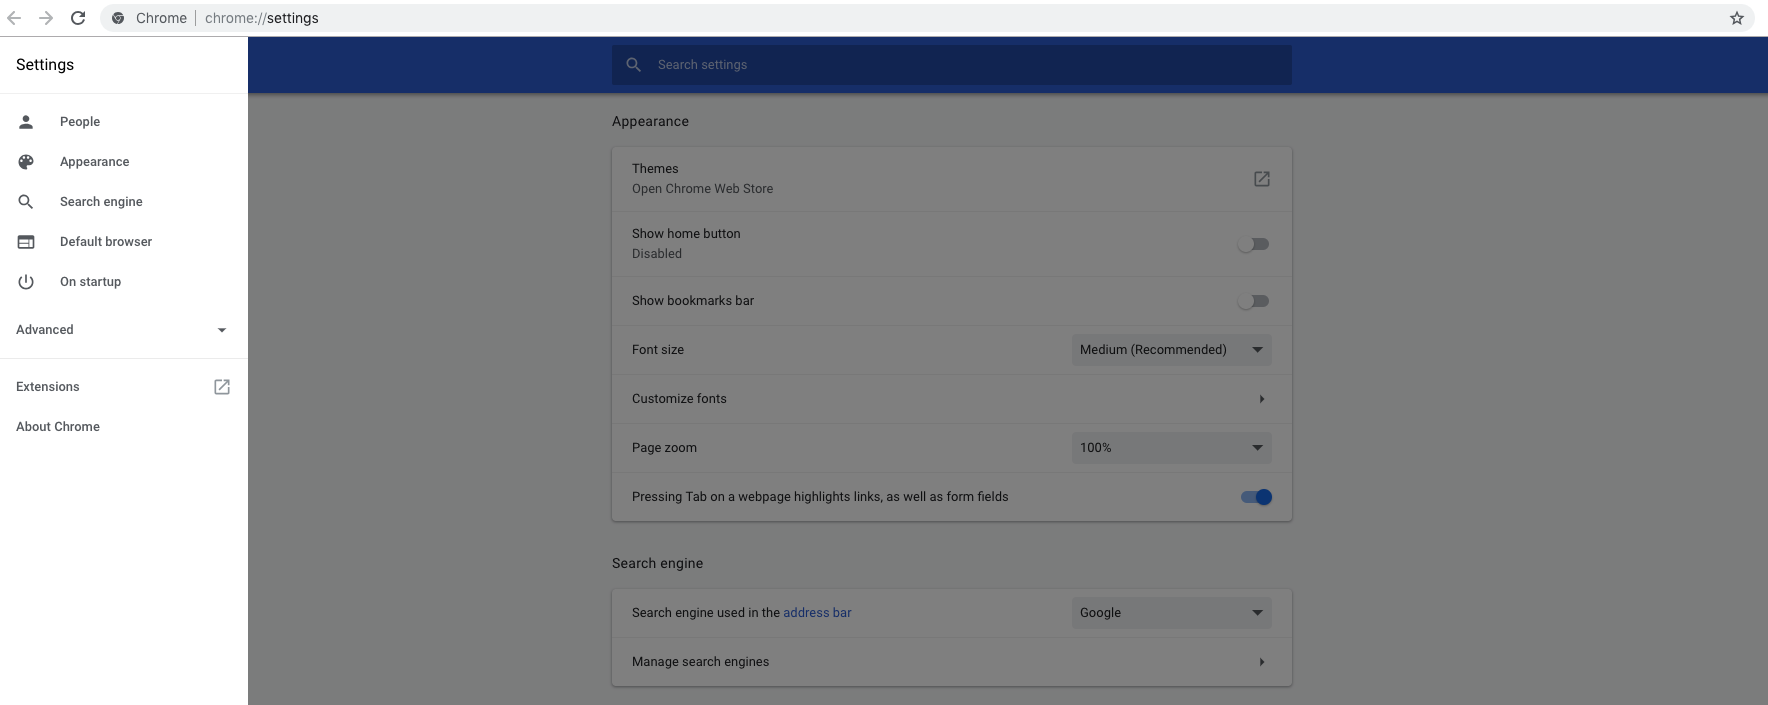 Chrome | chrome://settings
Settings
People
Appearance
Search engine
Default browser
On startup
Advanced
Extensions
About Chrome
Search settings
Appearance
Themes
Open Chrome Web Store
Show home button
Disabled
Show bookmarks bar
Font size Medium (Recommended)
Customize fonts
Page zoom 100%
Pressing Tab on a webpage highlights links, as well as form fields
Search engine
Search engine used in the address bar Google
Manage search engines